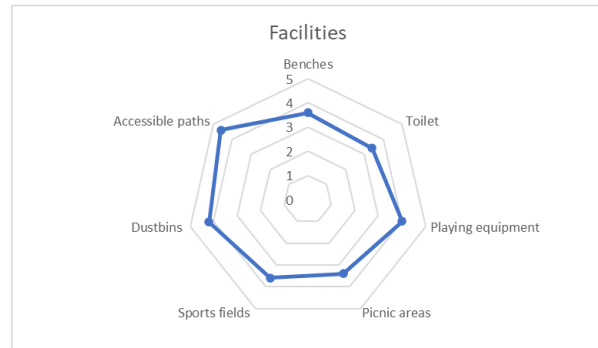 Facilities
Benches
5
Accessible paths
4
Toilet
3
2
1
0
Dustbins
Playing equipment
Sports fields
Picnic areas